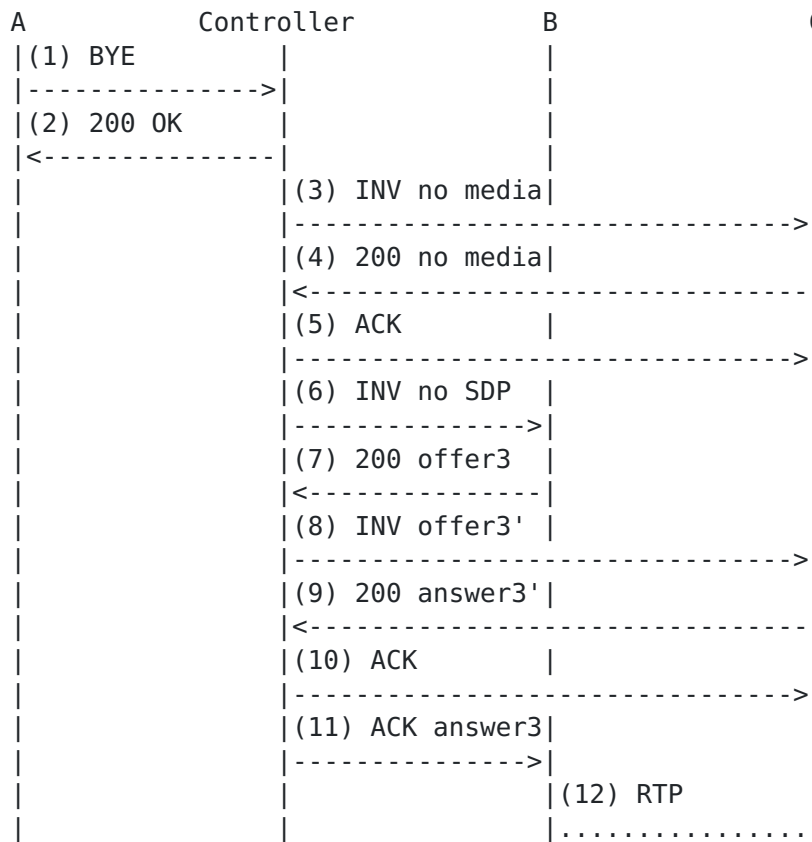 A Controller B
|(1) BYE | |
|--------------->| |
|(2) 200 OK | |
|<---------------| |
| |(3) INV no media|
| |--------------------------------->
| |(4) 200 no media|
| |<---------------------------------
| |(5) ACK |
| |--------------------------------->
| |(6) INV no SDP |
| |--------------->|
| |(7) 200 offer3 |
| |<---------------|
| |(8) INV offer3' |
| |--------------------------------->
| |(9) 200 answer3'|
| |<---------------------------------
| |(10) ACK |
| |--------------------------------->
| |(11) ACK answer3|
| |--------------->|
| | |(12) RTP
| | |................